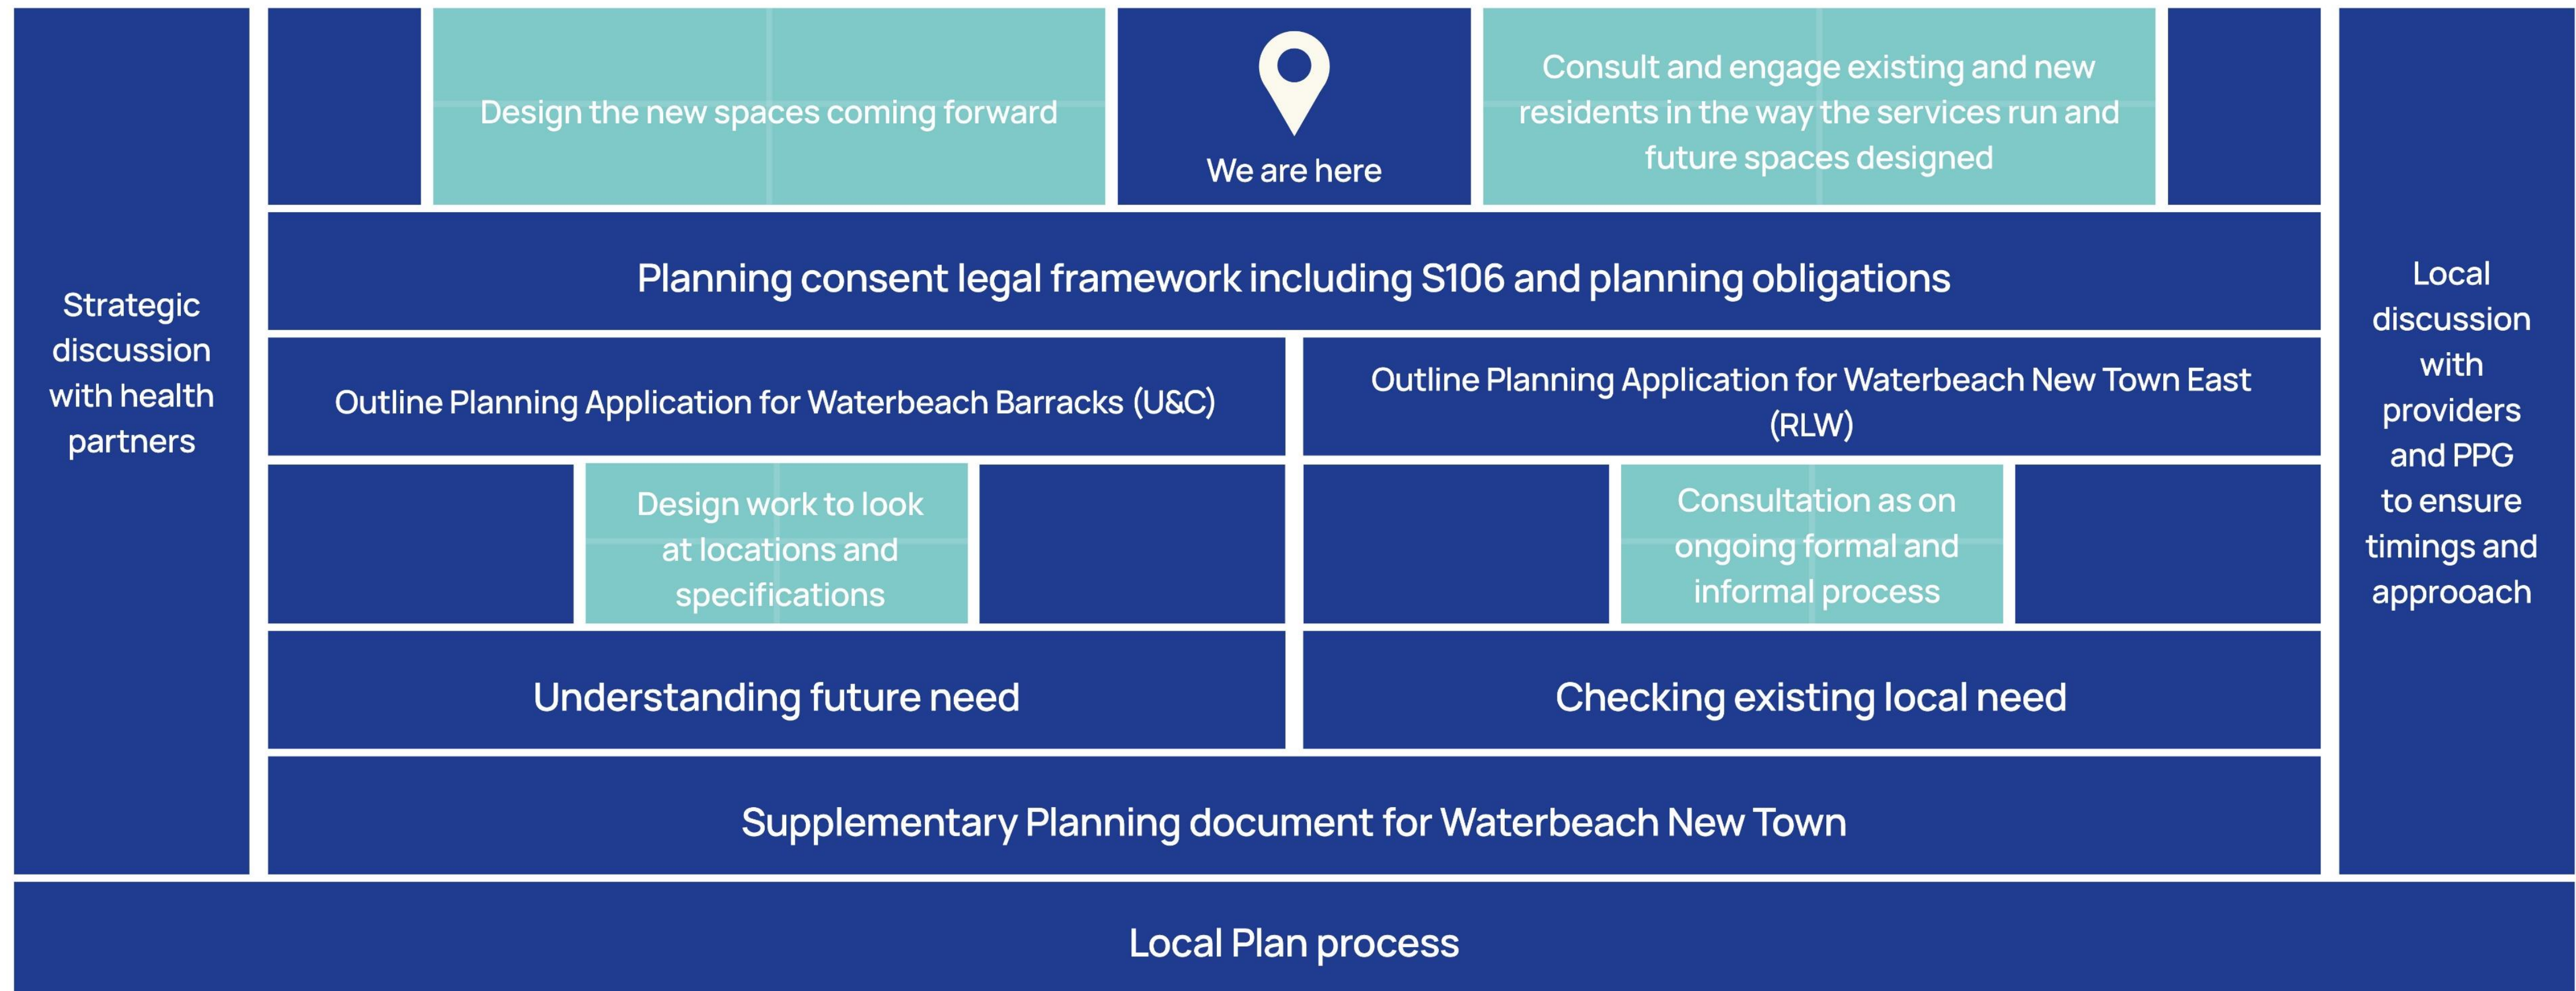 Design the new spaces coming forward
We are here
Consult and engage existing and new
residents in the way the services run and
future spaces designed
Planning consent legal framework including S106 and planning obligations
Strategic
discussion
with health
partners
Local
discussion
with
providers
and PPG
to ensure
timings and
approoach
Outline Planning Application for Waterbeach Barracks (U&C)
Outline Planning Application for Waterbeach New Town East
(RLW)
Design work to look
at locations and
specifications
Consultation as on
ongoing formal and
informal process
Understanding future need
Checking existing local need
Supplementary Planning document for Waterbeach New Town
Local Plan process